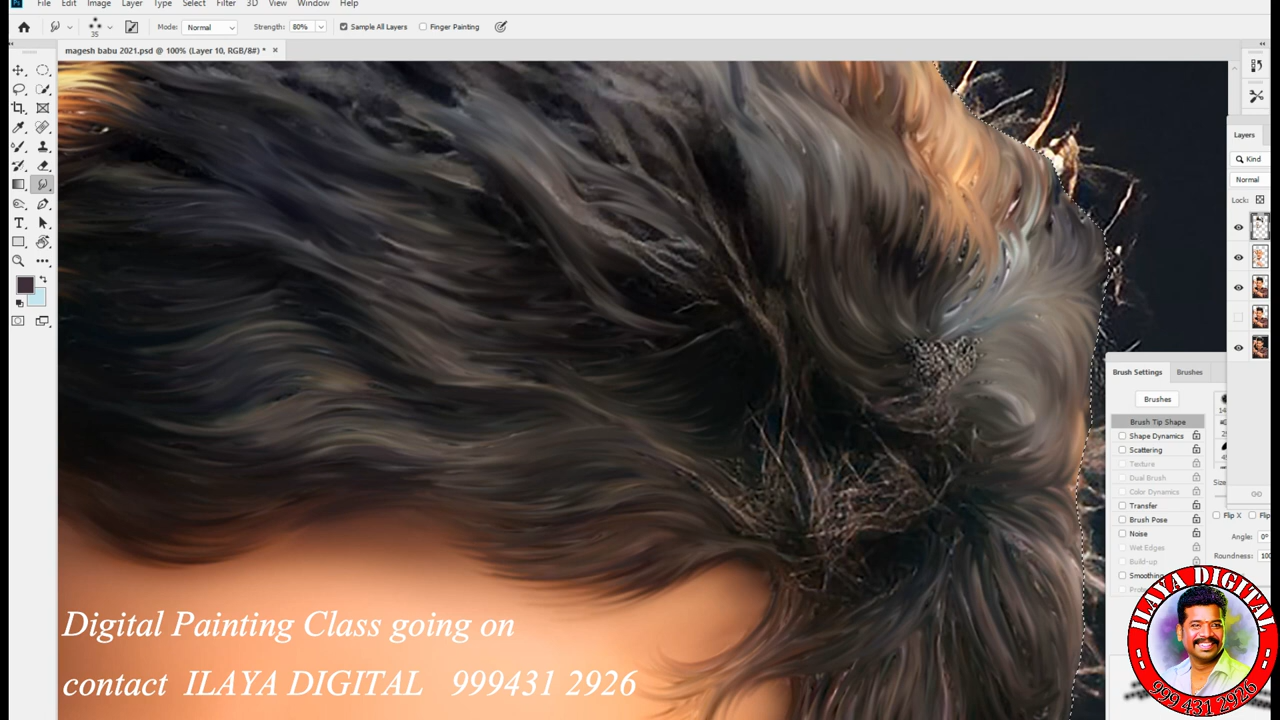 File Edit Image Layer Type Select Filter 3D View Window Help
35 Mode: Normal Strength: 80% Sample All Layers Finger Painting
magesh babu 2021.psd @ 100% (Layer 10, RGB/8#) * ×
Layers
Kind
Normal
Lock:
Brush Settings Brushes
Brushes
Brush Tip Shape
Shape Dynamics
Scattering
Texture
Dual Brush
Color Dynamics
Transfer
Brush Pose
Noise
Wet Edges
Build-up
Smoothing
Flip X
Angle: 0°
Roundness: 100
Digital Painting Class going on
contact ILAYA DIGITAL 999431 2926
ILAYA DIGITAL
999 431 2926